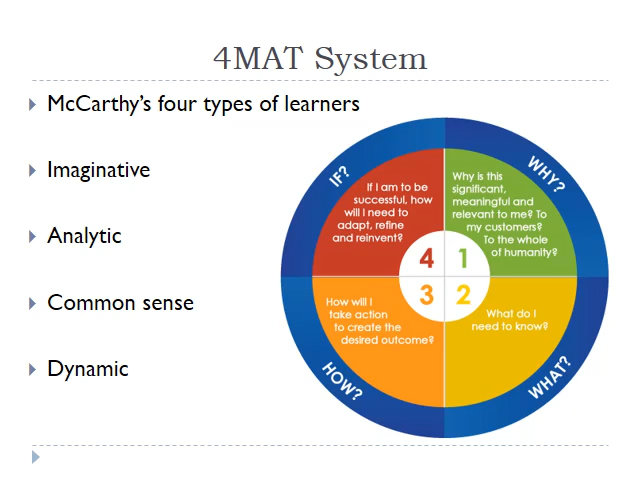 4MAT System
McCarthy's four types of learners
Imaginative
Analytic
Common sense
Dynamic
IF?
If I am to be
successful, how
will I need to
adapt, refine
and reinvent?
4
WHY?
Why is this
significant,
meaningful and
relevant to me? To
my customers?
To the whole
of humanity?
1
How will I
take action
to create the
desired outcome?
3
HOW?
What do I
need to know?
2
WHAT?